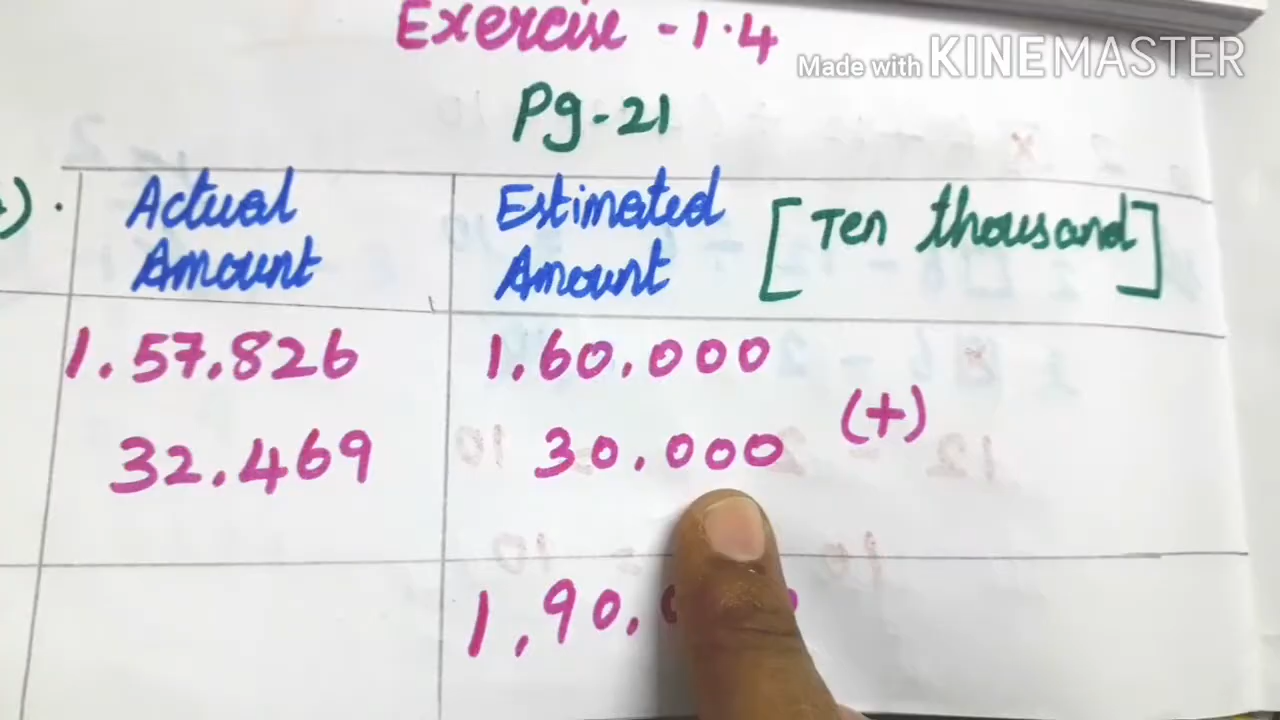 Exercise - 1.4
Made with KINEMASTER
Pg-21
Actual Amount
Estimated Amount
[Ten thousand]
1.57.826
1.60.000
32.469
30.000
(+)
1,90,